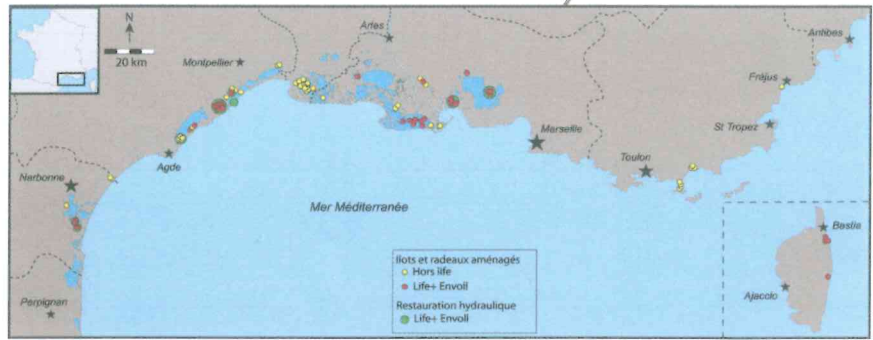 N
20 km
Arles
Antibes
Montpellier
Fréjus
St Tropez
Marseille
Agde
Toulon
Narbonne
Mer Méditerranée
Bastia
Ilots et radeaux aménagés
Hors life
Life+ Envoll
Restauration hydraulique
Life+ Envoll
Ajaccio
Perpignan